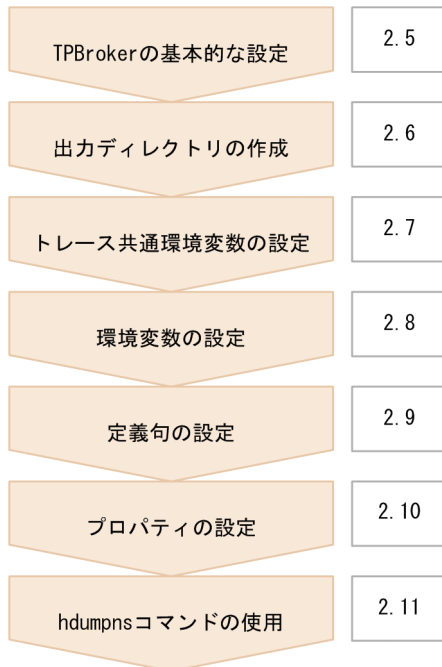 TPBrokerの基本的な設定
2.5
出力ディレクトリの作成
2.6
トレース共通環境変数の設定
2.7
環境変数の設定
2.8
定義句の設定
2.9
プロパティの設定
2.10
hdumpnsコマンドの使用
2.11